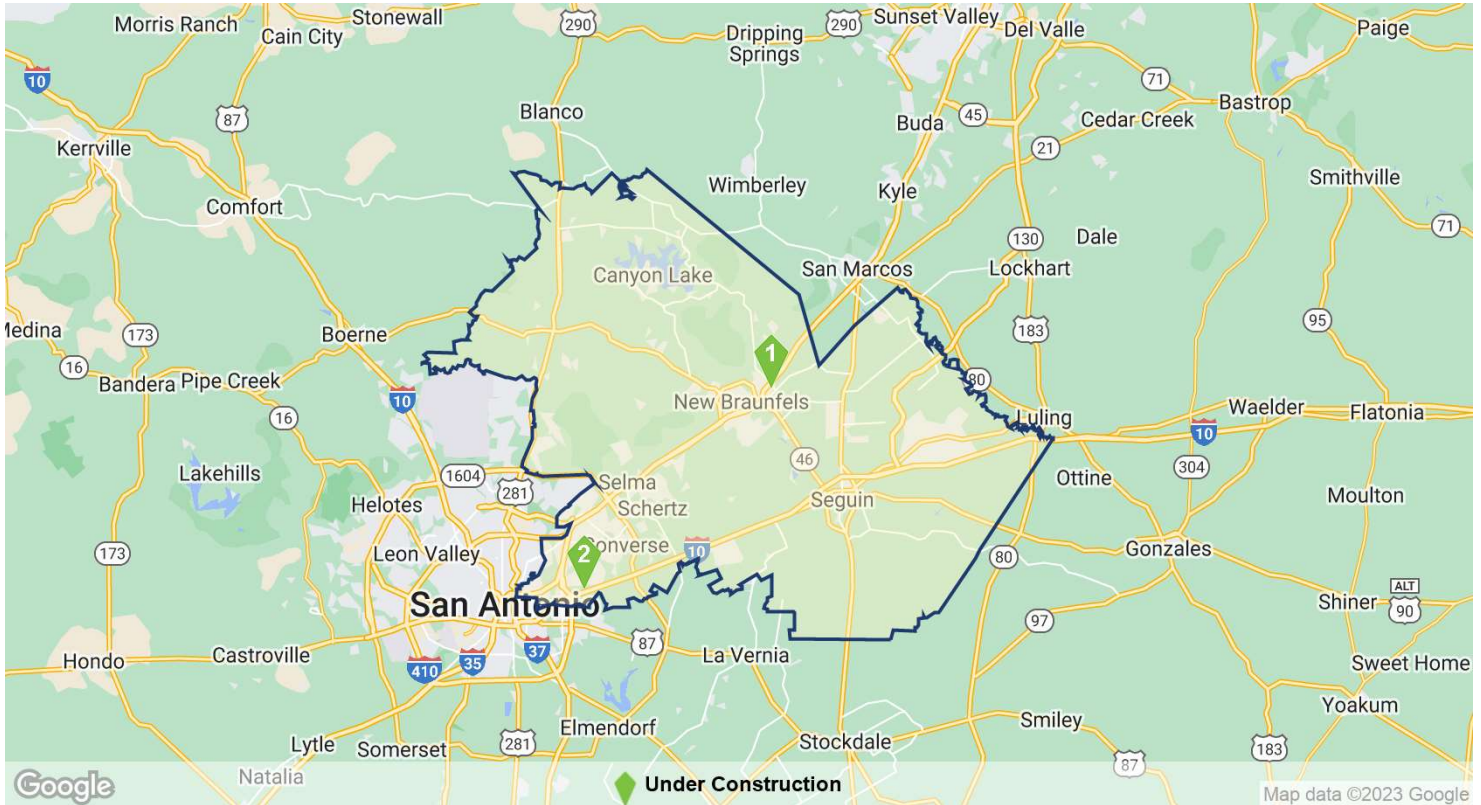 Morris Ranch
Stonewall
Cain City
290
Dripping
Springs
290
Sunset Valley
Del Valle
Paige
10
87
Blanco
71
Bastrop
45
Cedar Creek
Buda
Kerrville
21
Smithville
Comfort
Wimberley
Kyle
71
130
Dale
Canyon Lake
San Marcos
Lockhart
Medina
173
Boerne
183
95
1
16
Bandera
Pipe Creek
80
10
New Braunfels
Luling
Waelder
Flatonia
16
10
46
304
Lakehills
1604
281
Selma
Ottine
Moulton
Helotes
Schertz
Seguin
173
Leon Valley
Converse
10
80
Gonzales
2
San Antonio
ALT
90
Shiner
97
Hondo
Castroville
410
35
37
87
La Vernia
Sweet Home
Yoakum
Elmendorf
Smiley
Lytle
Somerset
281
Stockdale
183
87
Natalia
Google
Under Construction
Map data ©2023 Google